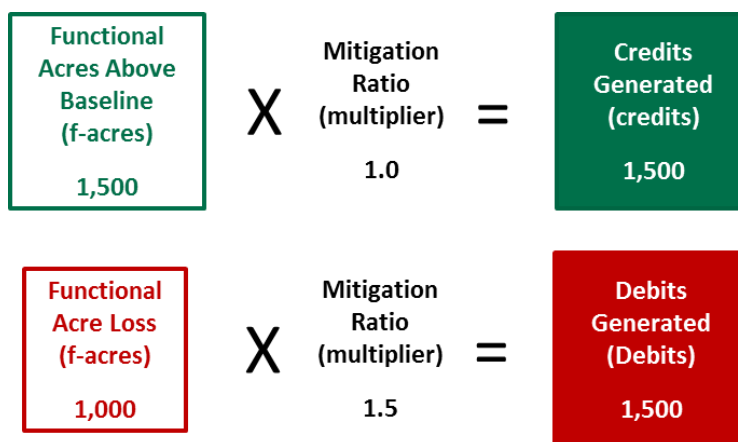 Functional
Acres Above
Baseline
(f-acres)
1,500
X
Mitigation
Ratio
(multiplier)
1.0
=
Credits
Generated
(credits)
1,500
Functional
Acre Loss
(f-acres)
1,000
X
Mitigation
Ratio
(multiplier)
1.5
=
Debits
Generated
(Debits)
1,500